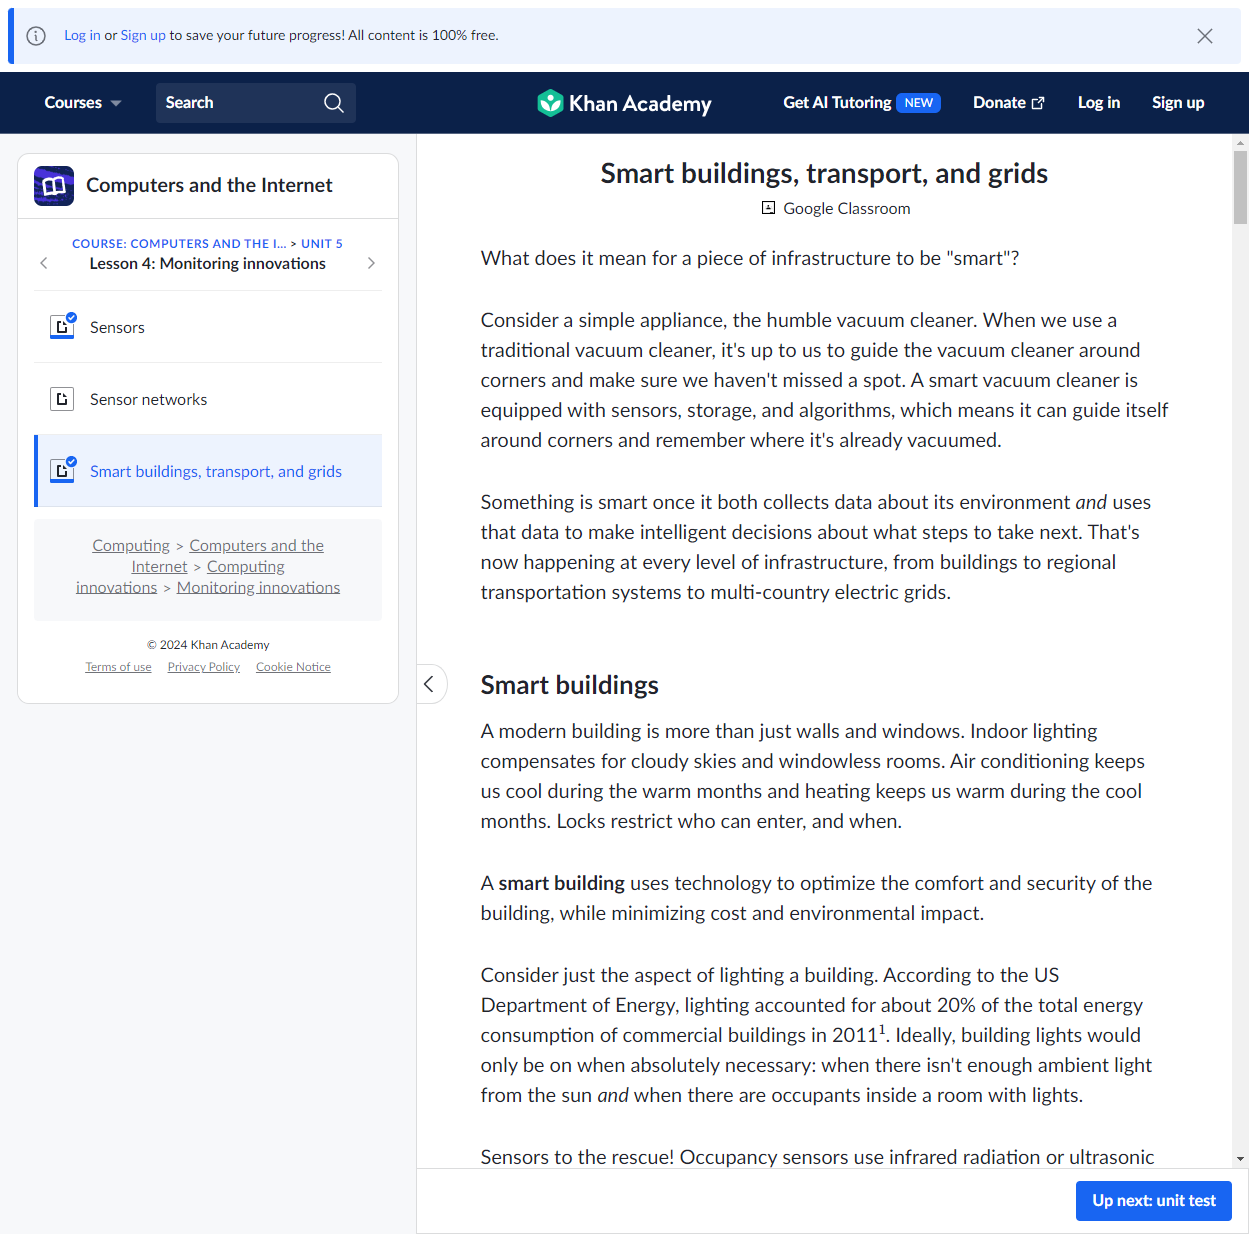 Log in or Sign up to save your future progress! All content is 100% free.
Courses
Search
Khan Academy
Get AI Tutoring NEW
Donate
Log in
Sign up
Computers and the Internet
COURSE: COMPUTERS AND THE I... > UNIT 5
Lesson 4: Monitoring innovations
Sensors
Sensor networks
Smart buildings, transport, and grids
Computing > Computers and the
Internet > Computing
innovations > Monitoring innovations
© 2024 Khan Academy
Terms of use Privacy Policy Cookie Notice
Smart buildings, transport, and grids
Google Classroom
What does it mean for a piece of infrastructure to be "smart"?
Consider a simple appliance, the humble vacuum cleaner. When we use a
traditional vacuum cleaner, it's up to us to guide the vacuum cleaner around
corners and make sure we haven't missed a spot. A smart vacuum cleaner is
equipped with sensors, storage, and algorithms, which means it can guide itself
around corners and remember where it's already vacuumed.
Something is smart once it both collects data about its environment and uses
that data to make intelligent decisions about what steps to take next. That's
now happening at every level of infrastructure, from buildings to regional
transportation systems to multi-country electric grids.
Smart buildings
A modern building is more than just walls and windows. Indoor lighting
compensates for cloudy skies and windowless rooms. Air conditioning keeps
us cool during the warm months and heating keeps us warm during the cool
months. Locks restrict who can enter, and when.
A smart building uses technology to optimize the comfort and security of the
building, while minimizing cost and environmental impact.
Consider just the aspect of lighting a building. According to the US
Department of Energy, lighting accounted for about 20% of the total energy
consumption of commercial buildings in 2011¹. Ideally, building lights would
only be on when absolutely necessary: when there isn't enough ambient light
from the sun and when there are occupants inside a room with lights.
Sensors to the rescue! Occupancy sensors use infrared radiation or ultrasonic
Up next: unit test